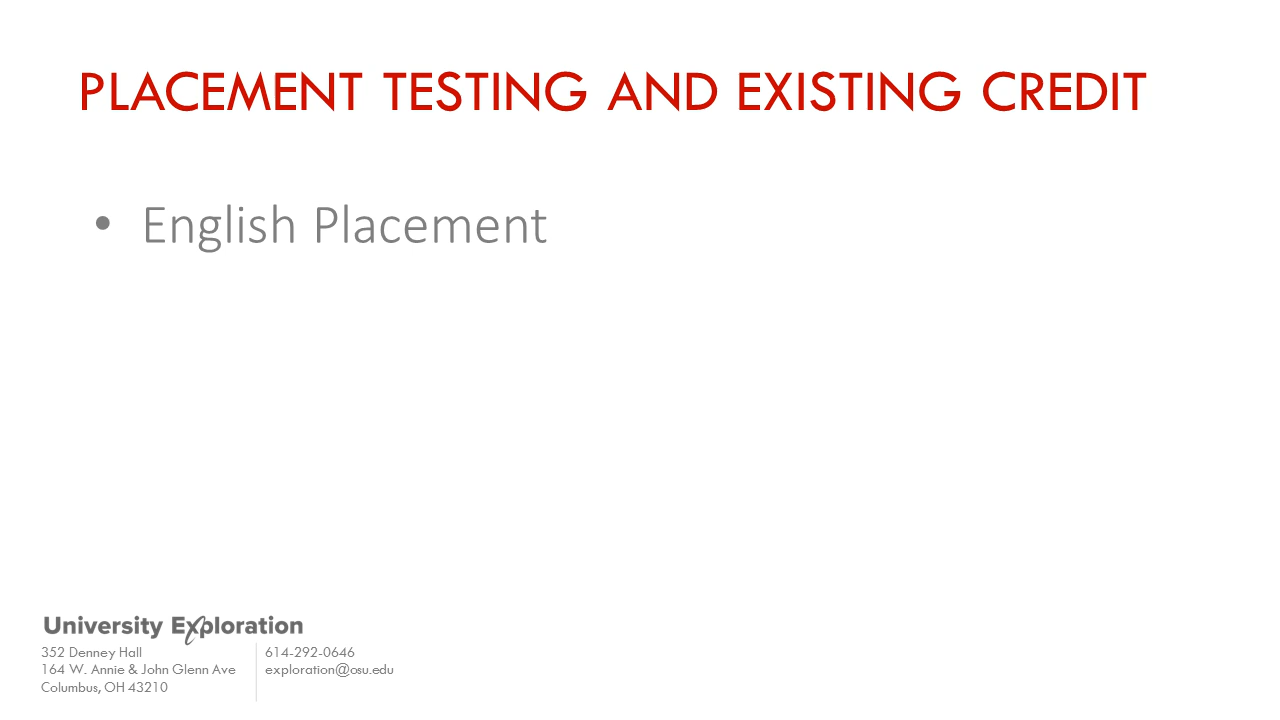 PLACEMENT TESTING AND EXISTING CREDIT
• English Placement
University Exploration
352 Denney Hall
164 W. Annie & John Glenn Ave
Columbus, OH 43210
614-292-0646
exploration@osu.edu